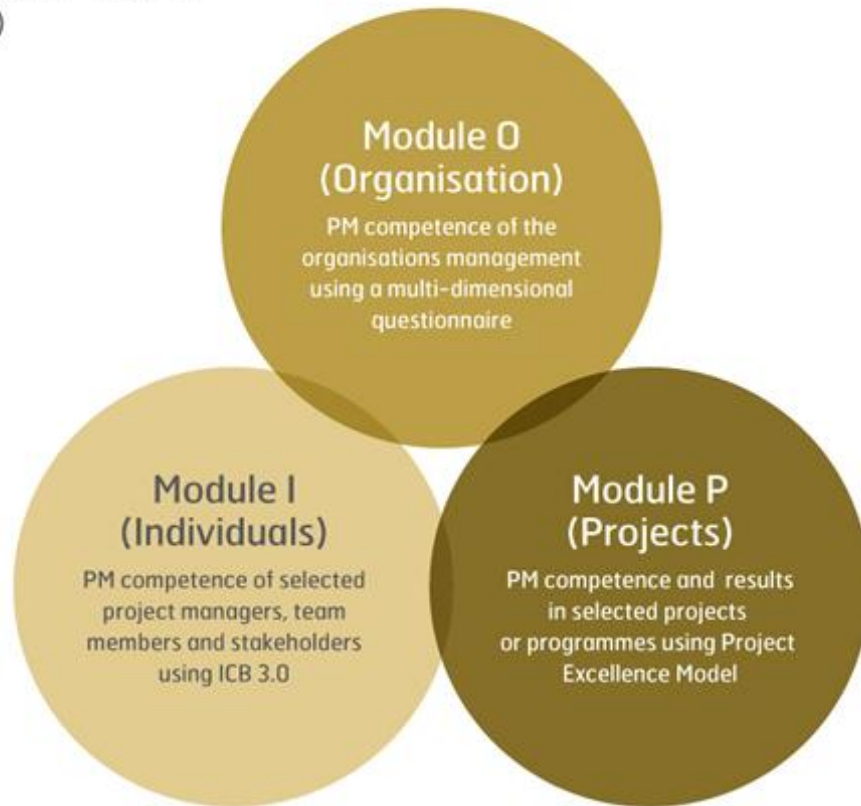 Module O
(Organisation)
PM competence of the
organisations management
using a multi-dimensional
questionnaire
Module I
(Individuals)
PM competence of selected
project managers, team
members and stakeholders
using ICB 3.0
Module P
(Projects)
PM competence and results
in selected projects
or programmes using Project
Excellence Model